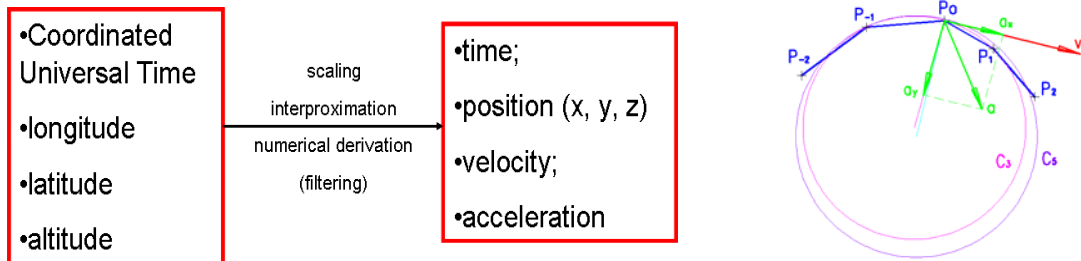 •Coordinated
Universal Time
•longitude
•latitude
•altitude
scaling
interproximation
numerical derivation
(filtering)
•time;
•position (x, y, z)
•velocity;
•acceleration
P-2
P-1
Po
ax
v
P1
P2
ay
a
C3
C5